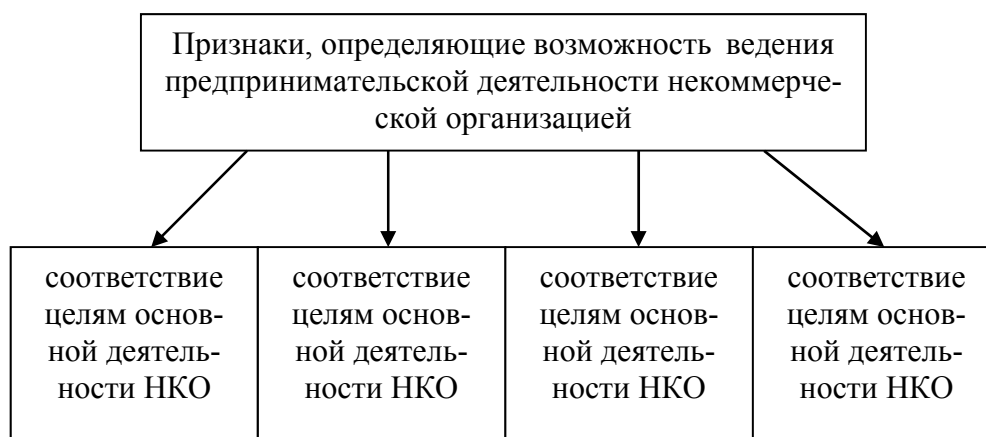 Признаки, определяющие возможность ведения
предпринимательской деятельности некоммерче-
ской организацией
соответствие
целям основ-
ной деятель-
ности НКО
соответствие
целям основ-
ной деятель-
ности НКО
соответствие
целям основ-
ной деятель-
ности НКО
соответствие
целям основ-
ной деятель-
ности НКО